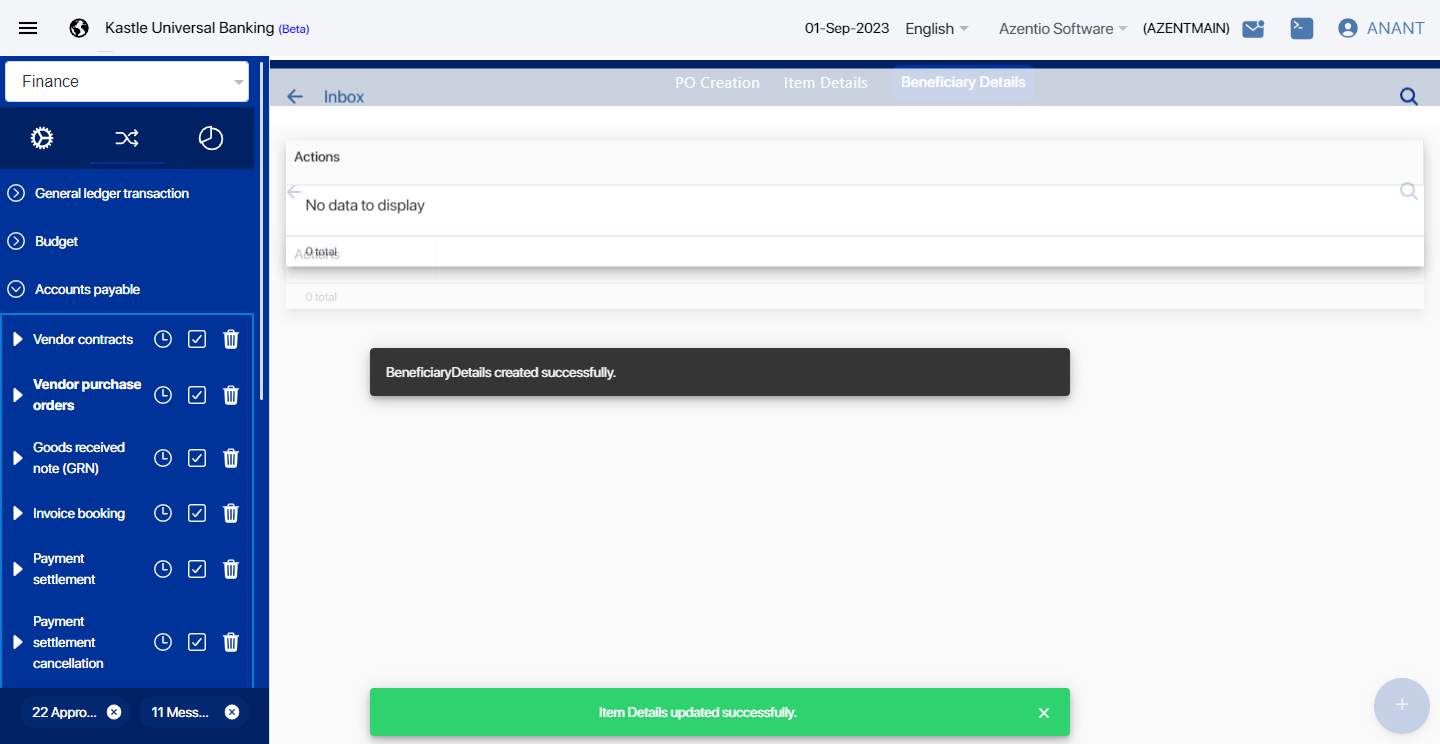 Kastle Universal Banking (Beta)
01-Sep-2023 English Azentio Software (AZENTMAIN) ANANT
Finance
PO Creation Item Details Beneficiary Details
Inbox
Actions
No data to display
0 total
Actions
0 total
General ledger transaction
Budget
Accounts payable
Vendor contracts
Vendor purchase
orders
Goods received
note (GRN)
Invoice booking
Payment
settlement
Payment
settlement
cancellation
22 Appro... 11 Mess...
BeneficiaryDetails created successfully.
Item Details updated successfully.